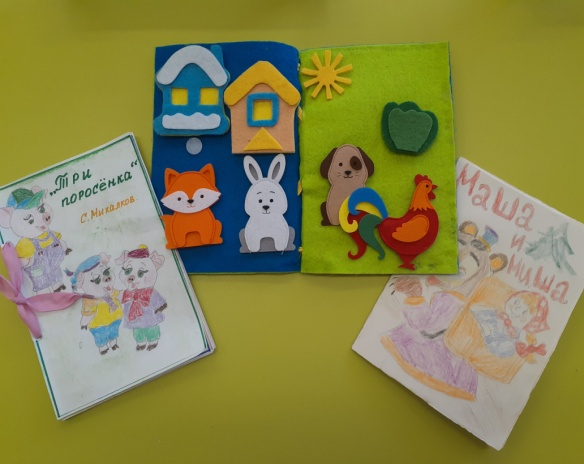 „Три
поросёнка“
С. Михалков
Маша
и
миша